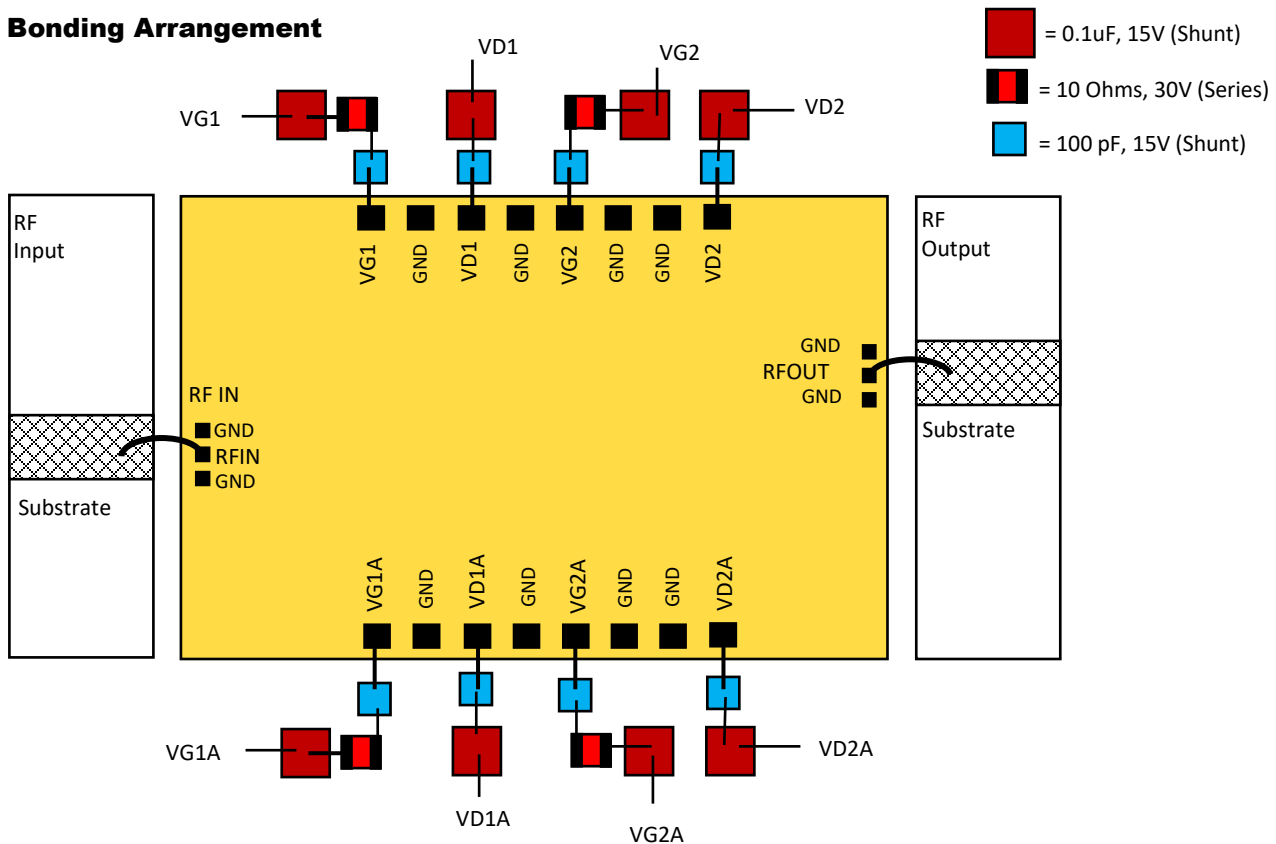 Bonding Arrangement
= 0.1uF, 15V (Shunt)
= 10 Ohms, 30V (Series)
= 100 pF, 15V (Shunt)
VD1
VG2
VG1
VD2
RF
Input
Substrate
VG1
GND
VD1
GND
VG2
GND
GND
VD2
RF
Output
Substrate
GND
RFOUT
GND
RF IN
GND
RFIN
GND
VG1A
GND
VD1A
GND
VG2A
GND
GND
VD2A
VG1A
VD1A
VG2A
VD2A